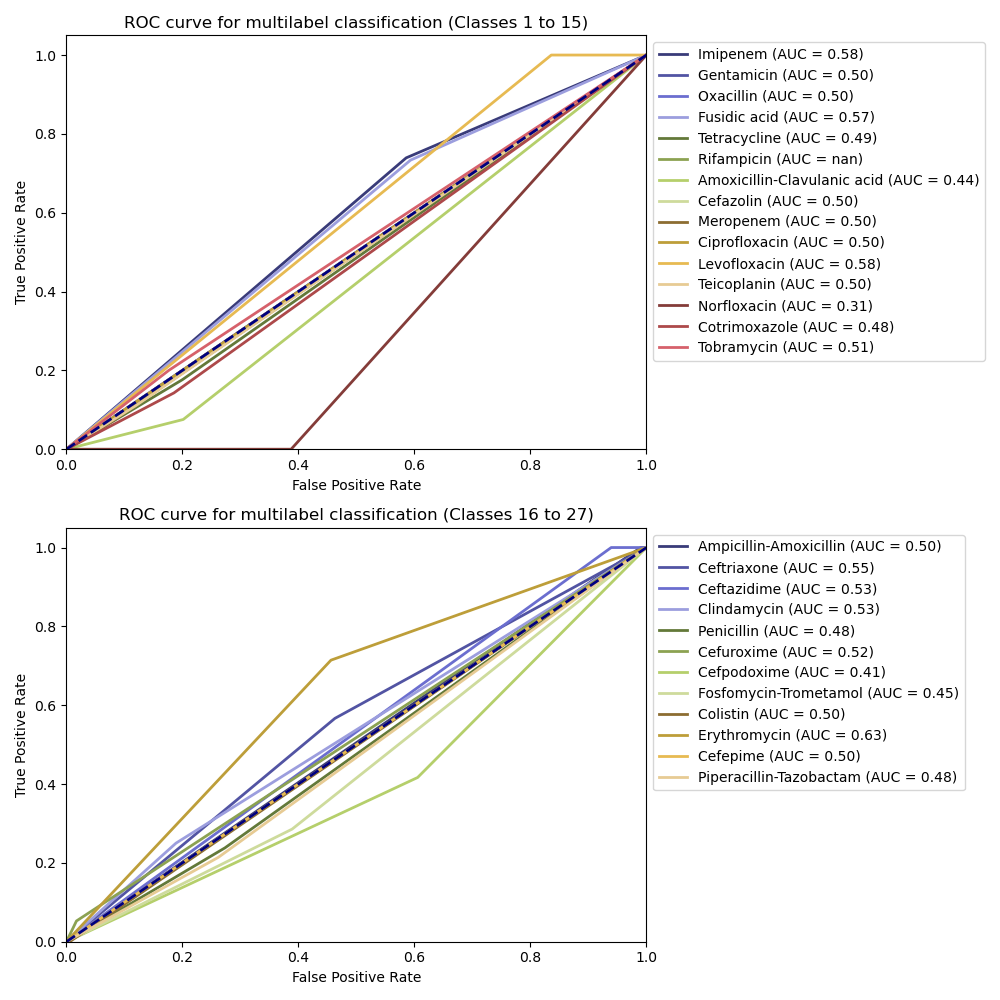 ROC curve for multilabel classification (Classes 1 to 15)
True Positive Rate
1.0
0.8
0.6
0.4
0.2
0.0
0.0 0.2 0.4 0.6 0.8 1.0
False Positive Rate
Imipenem (AUC = 0.58)
Gentamicin (AUC = 0.50)
Oxacillin (AUC = 0.50)
Fusidic acid (AUC = 0.57)
Tetracycline (AUC = 0.49)
Rifampicin (AUC = nan)
Amoxicillin-Clavulanic acid (AUC = 0.44)
Cefazolin (AUC = 0.50)
Meropenem (AUC = 0.50)
Ciprofloxacin (AUC = 0.50)
Levofloxacin (AUC = 0.58)
Teicoplanin (AUC = 0.50)
Norfloxacin (AUC = 0.31)
Cotrimoxazole (AUC = 0.48)
Tobramycin (AUC = 0.51)
ROC curve for multilabel classification (Classes 16 to 27)
True Positive Rate
1.0
0.8
0.6
0.4
0.2
0.0
0.0 0.2 0.4 0.6 0.8 1.0
False Positive Rate
Ampicillin-Amoxicillin (AUC = 0.50)
Ceftriaxone (AUC = 0.55)
Ceftazidime (AUC = 0.53)
Clindamycin (AUC = 0.53)
Penicillin (AUC = 0.48)
Cefuroxime (AUC = 0.52)
Cefpodoxime (AUC = 0.41)
Fosfomycin-Trometamol (AUC = 0.45)
Colistin (AUC = 0.50)
Erythromycin (AUC = 0.63)
Cefepime (AUC = 0.50)
Piperacillin-Tazobactam (AUC = 0.48)